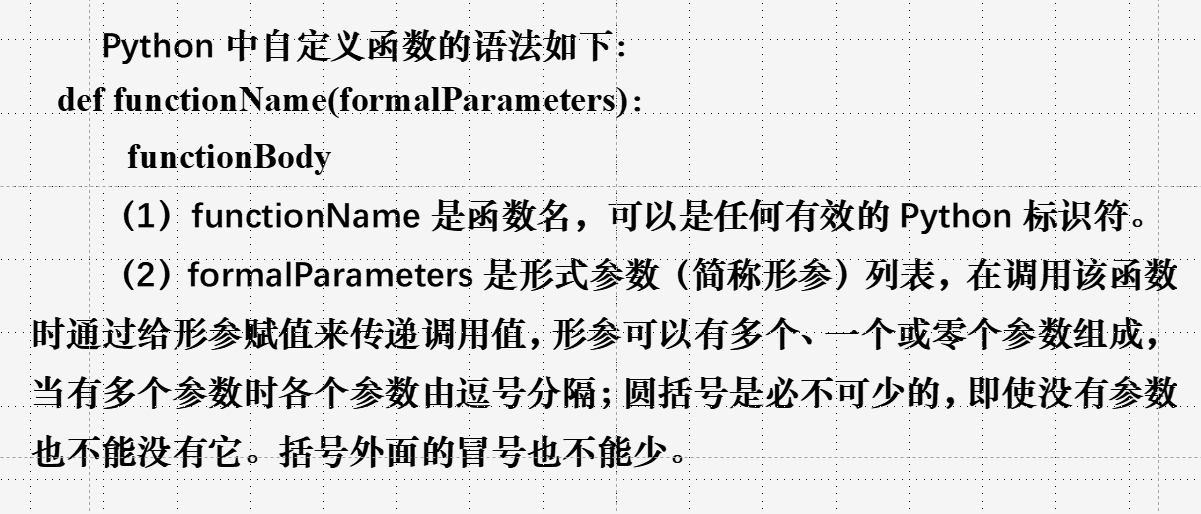 Python 中自定义函数的语法如下：
def functionName(formalParameters)：
functionBody
（1）functionName 是函数名，可以是任何有效的 Python 标识符。
（2）formalParameters 是形式参数（简称形参）列表，在调用该函数
时通过给形参赋值来传递调用值，形参可以有多个、一个或零个参数组成，
当有多个参数时各个参数由逗号分隔；圆括号是必不可少的，即使没有参数
也不能没有它。括号外面的冒号也不能少。